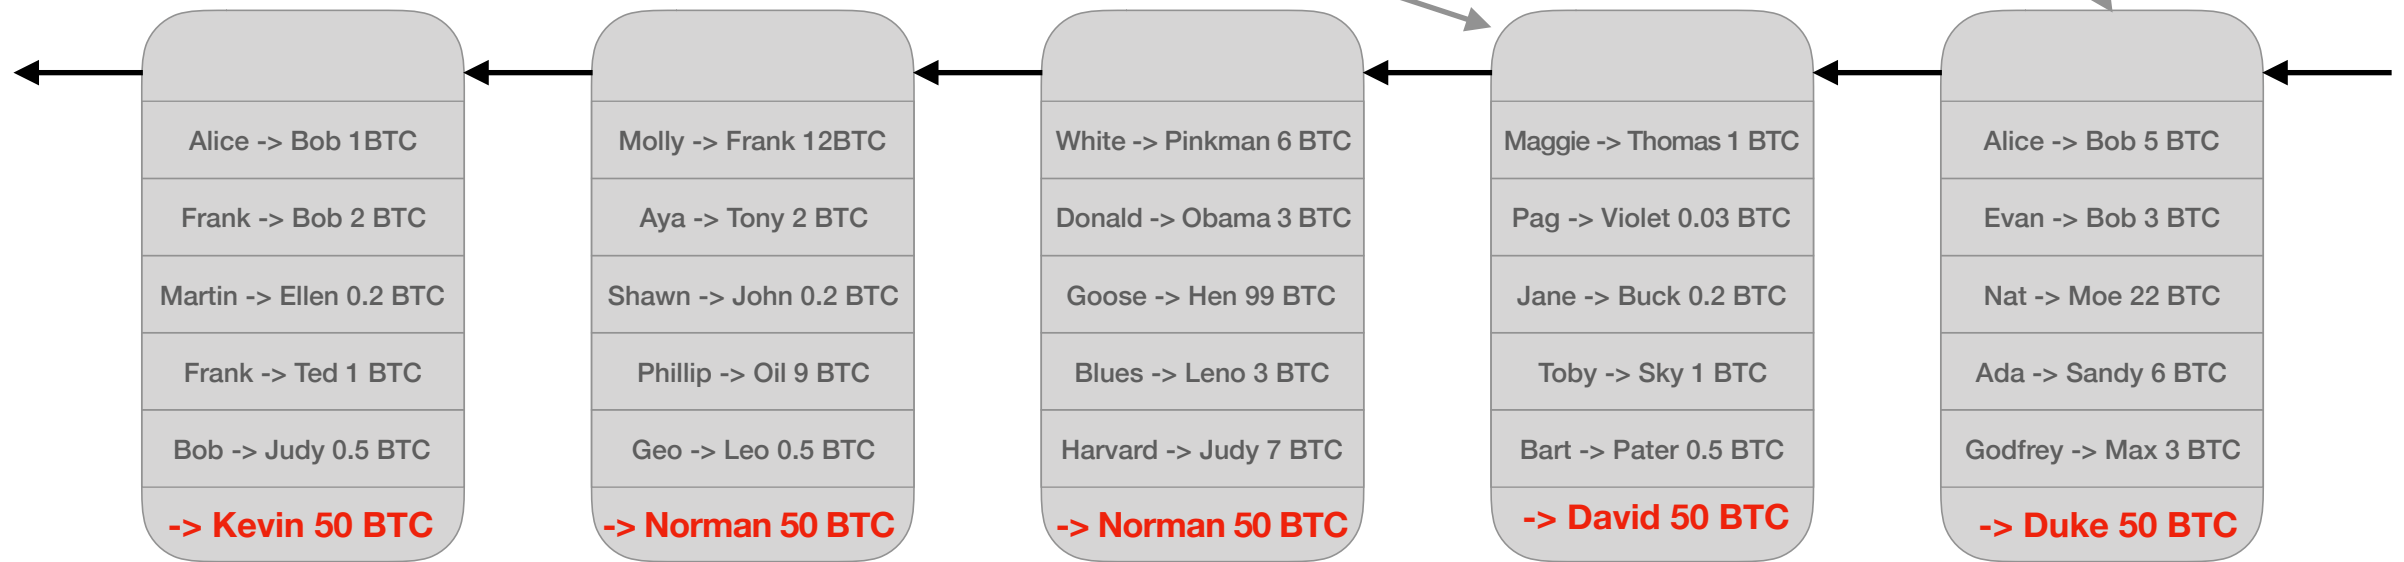 Alice -> Bob 1BTC
Frank -> Bob 2 BTC
Martin -> Ellen 0.2 BTC
Frank -> Ted 1 BTC
Bob -> Judy 0.5 BTC
-> Kevin 50 BTC
Molly -> Frank 12BTC
Aya -> Tony 2 BTC
Shawn -> John 0.2 BTC
Phillip -> Oil 9 BTC
Geo -> Leo 0.5 BTC
-> Norman 50 BTC
White -> Pinkman 6 BTC
Donald -> Obama 3 BTC
Goose -> Hen 99 BTC
Blues -> Leno 3 BTC
Harvard -> Judy 7 BTC
-> Norman 50 BTC
Maggie -> Thomas 1 BTC
Pag -> Violet 0.03 BTC
Jane -> Buck 0.2 BTC
Toby -> Sky 1 BTC
Bart -> Pater 0.5 BTC
-> David 50 BTC
Alice -> Bob 5 BTC
Evan -> Bob 3 BTC
Nat -> Moe 22 BTC
Ada -> Sandy 6 BTC
Godfrey -> Max 3 BTC
-> Duke 50 BTC